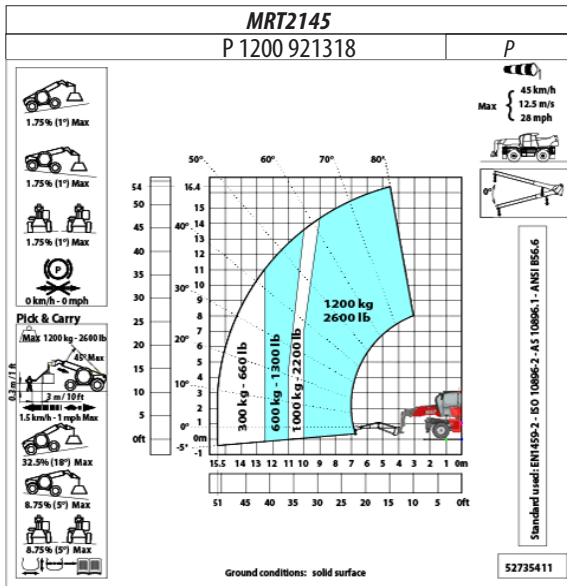 MRT2145
P 1200 921318
P
1.75% (1°) Max
1.75% (1°) Max
1.75% (1°) Max
P
0 km/h - 0 mph
Pick & Carry
Max 1200 kg - 2600 lb
45° Max
0.3 m / 1 ft
3 m / 10 ft
1.5 km/h - 1 mph Max
32.5% (18°) Max
8.75% (5°) Max
8.75% (5°) Max
Max
45 km/h
12.5 m/s
28 mph
0°
50°
60°
70°
80°
40°
30°
20°
10°
0°
-5°
54
50
45
40
35
30
25
20
15
10
5
0ft
16.4
15
14
13
12
11
10
9
8
7
6
5
4
3
2
1
0m
-1
300 kg - 660 lb
600 kg - 1300 lb
1000 kg - 2200 lb
1200 kg
2600 lb
15.5 14 13 12 11 10 9 8 7 6 5 4 3 2 1 0m
51 45 40 35 30 25 20 15 10 5 0ft
Standard used: EN1459-2 - ISO 10896-2 - AS 10896.1 - ANSI B56.6
Ground conditions: solid surface
52735411